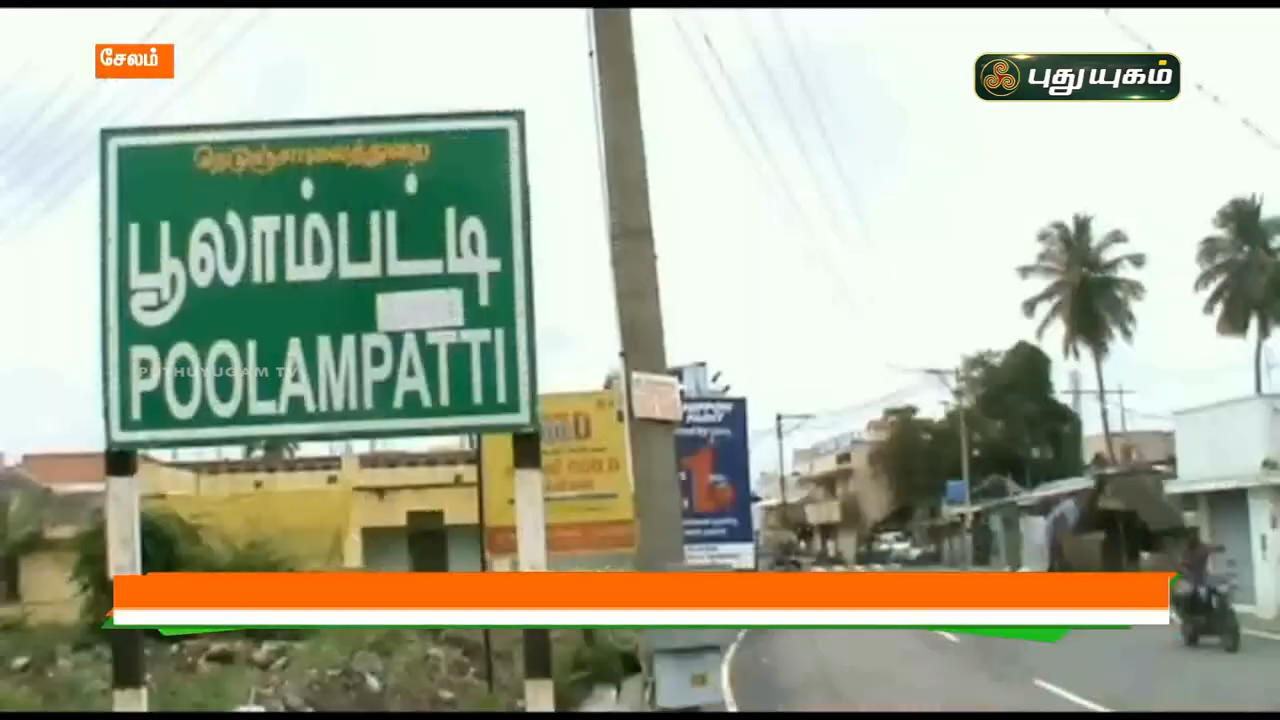 சேலம்
புதுயுகம்
நெடுஞ்சாலைத்துறை
பூலாம்பட்டி
POOLAMPATTI
PUTHUYUGAM TV